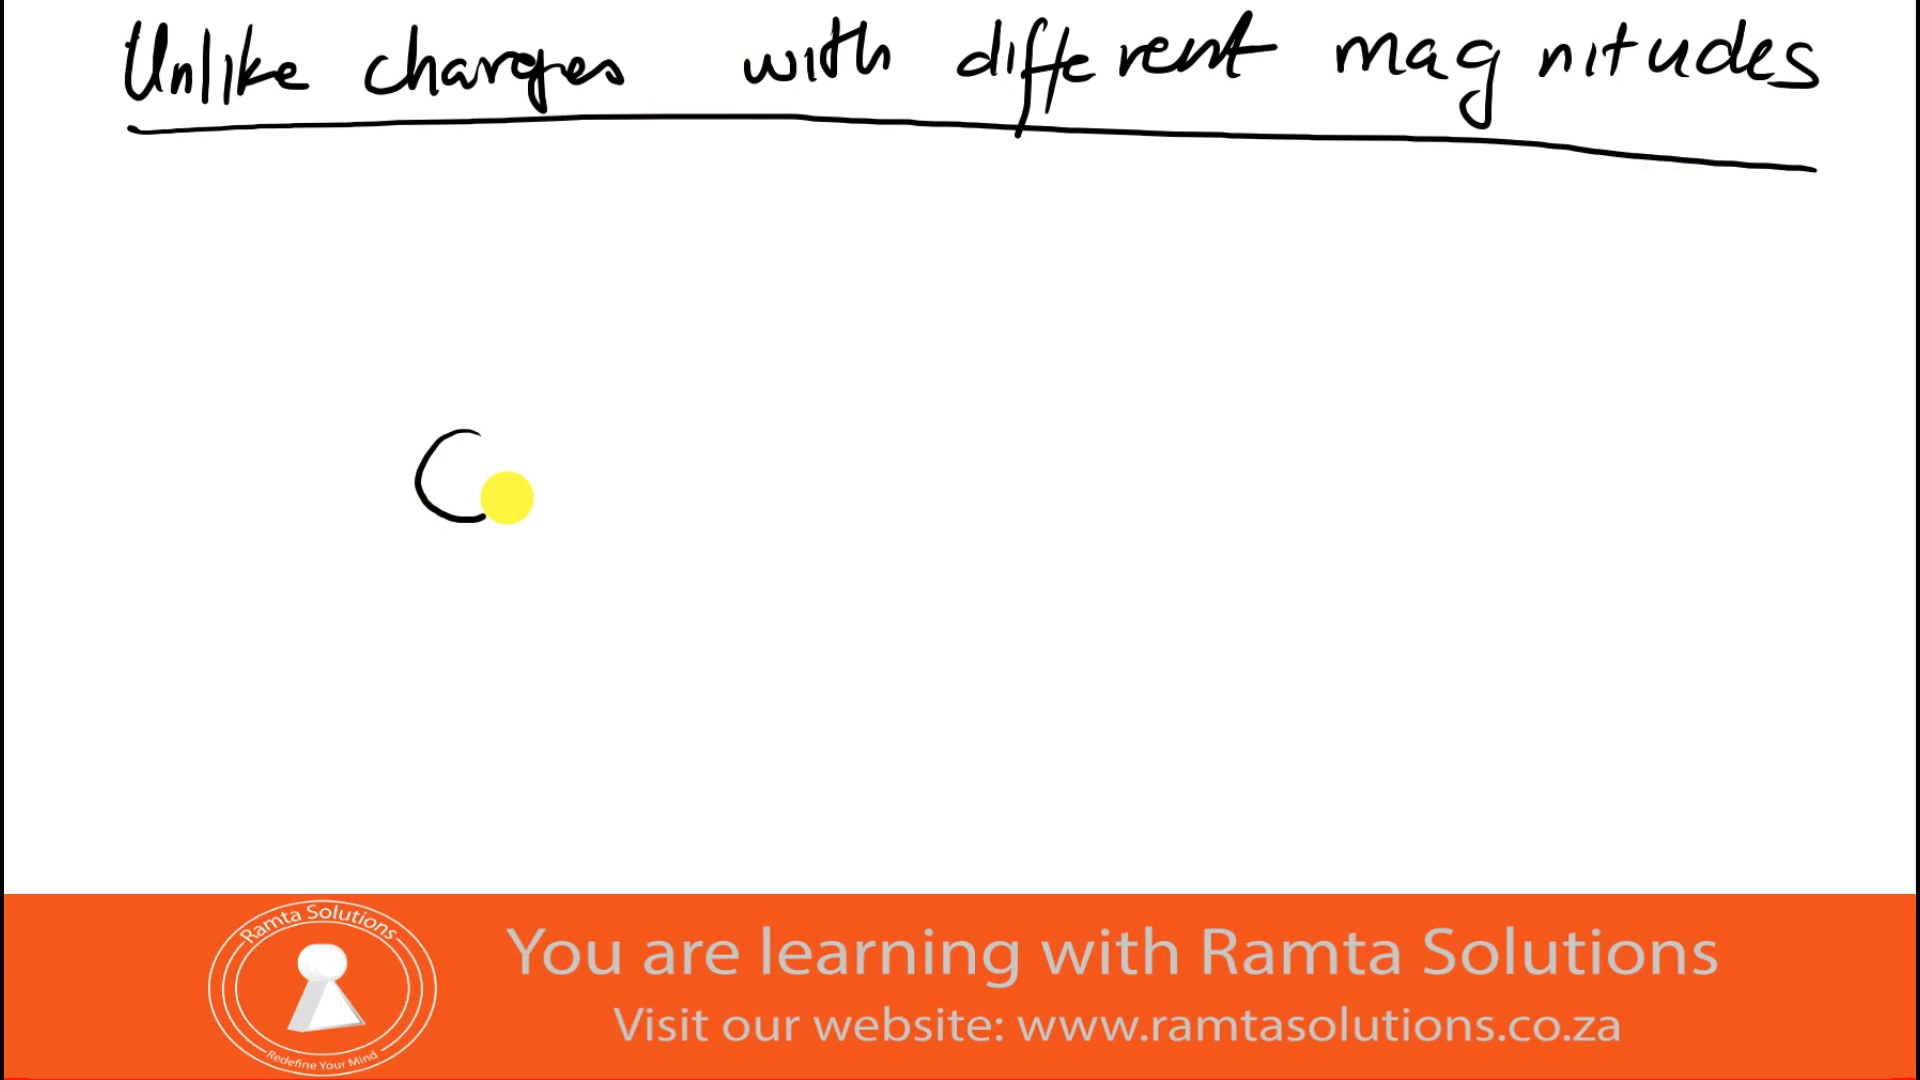 Unlike charges with different magnitudes
Ramta Solutions
Redefine Your Mind
You are learning with Ramta Solutions
Visit our website: www.ramtasolutions.co.za